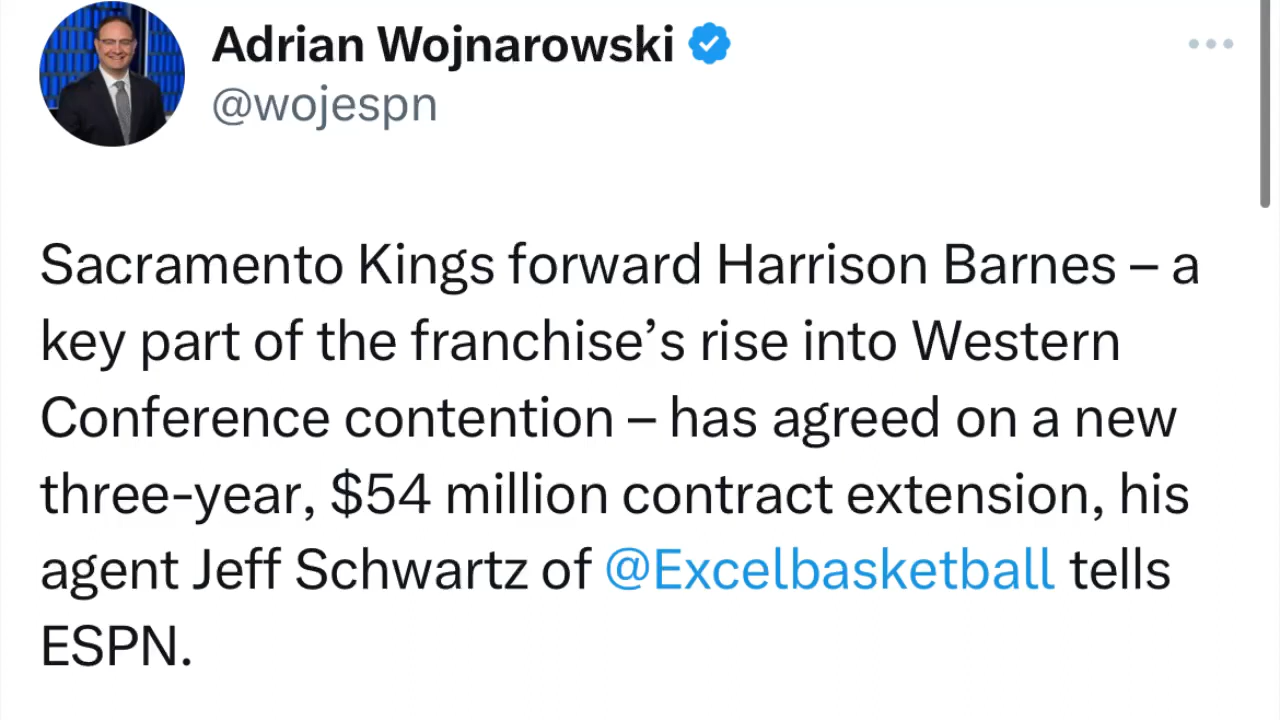 Adrian Wojnarowski
@wojespn
Sacramento Kings forward Harrison Barnes – a
key part of the franchise’s rise into Western
Conference contention – has agreed on a new
three-year, $54 million contract extension, his
agent Jeff Schwartz of @Excelbasketball tells
ESPN.